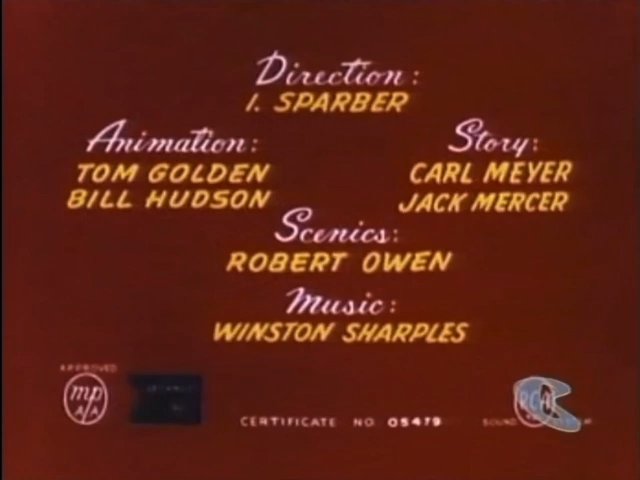 Direction:
I. SPARBER
Animation:
TOM GOLDEN
BILL HUDSON
Story:
CARL MEYER
JACK MERCER
Scenics:
ROBERT OWEN
Music:
WINSTON SHARPLES
APPROVED
mp
AA
CERTIFICATE NO. 05479
RCA
SOUND